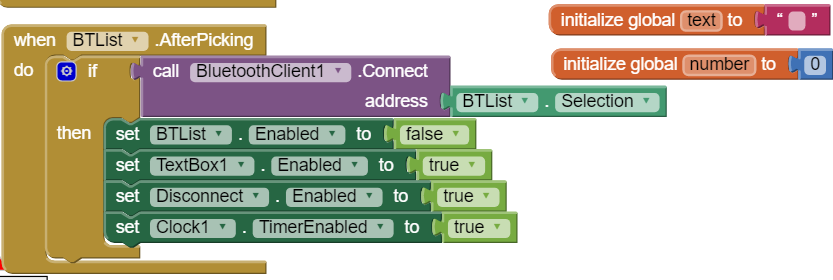 initialize global text to “ ”
when BTList .AfterPicking
initialize global number to 0
do if call BluetoothClient1 .Connect
address BTList . Selection
then set BTList . Enabled to false
set TextBox1 . Enabled to true
set Disconnect . Enabled to true
set Clock1 . TimerEnabled to true